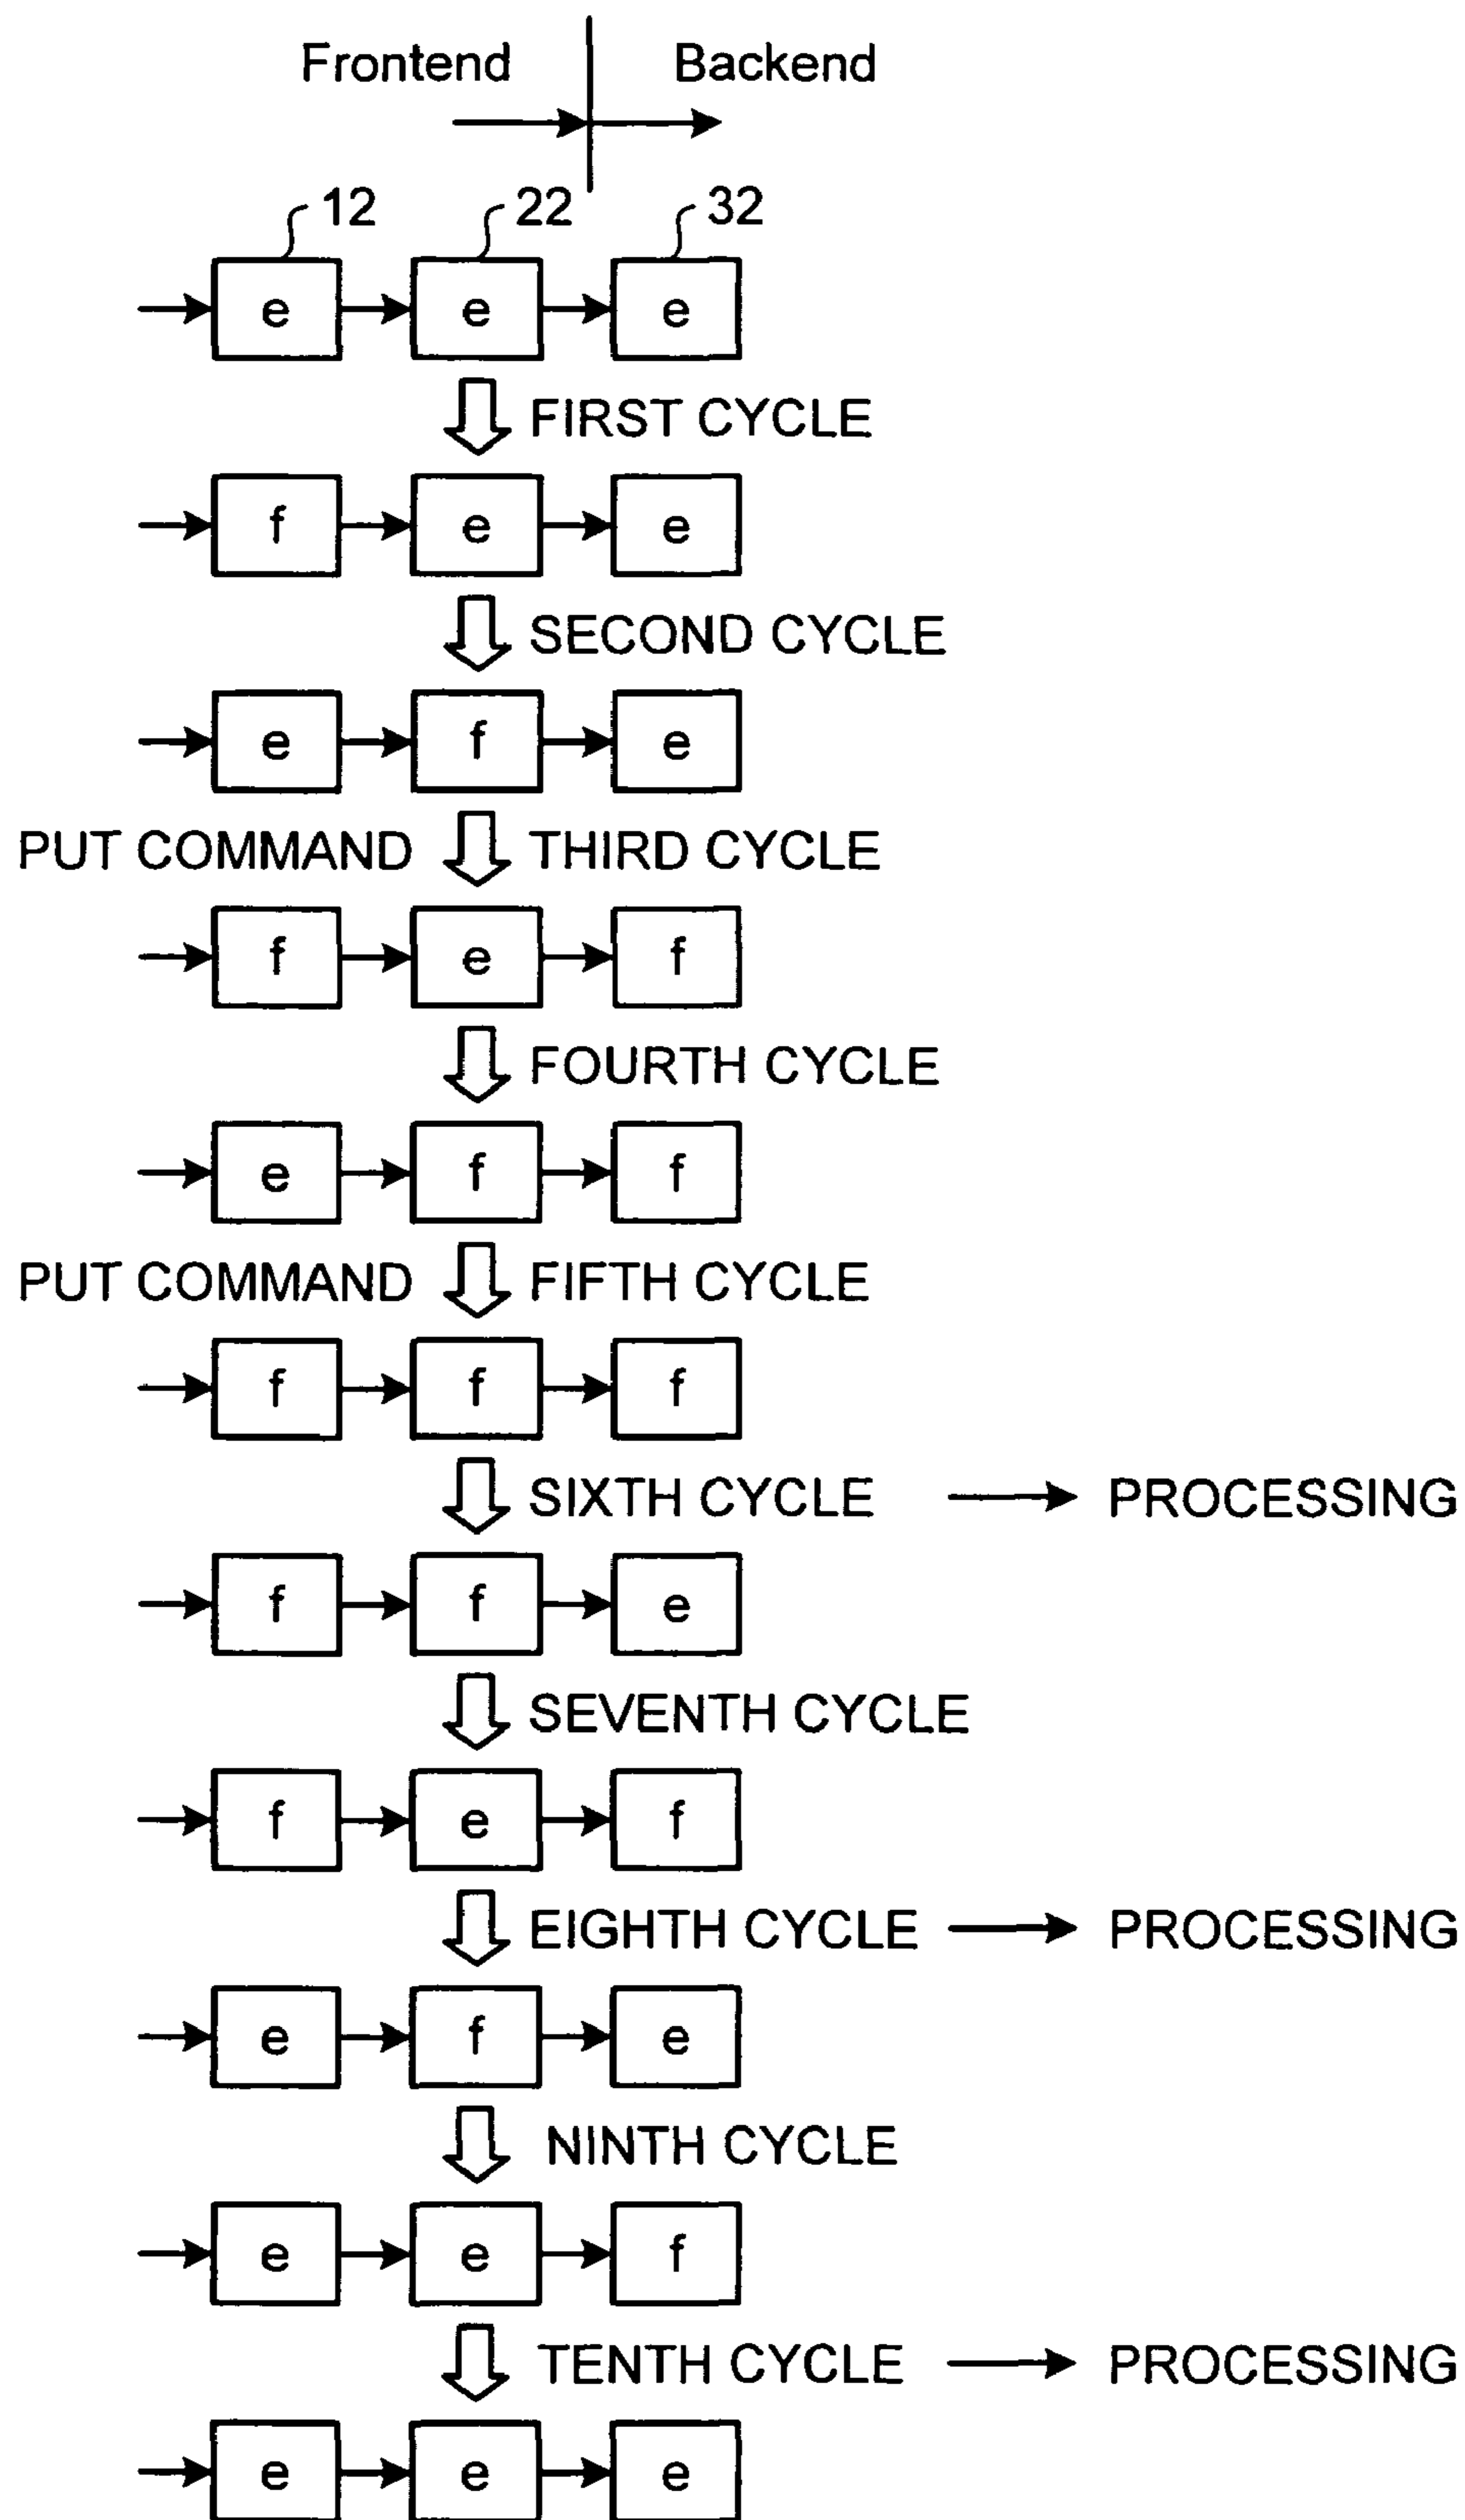 Frontend Backend
12 22 32
e e e
FIRST CYCLE
f e e
SECOND CYCLE
e f e
PUT COMMAND THIRD CYCLE
f e f
FOURTH CYCLE
e f f
PUT COMMAND FIFTH CYCLE
f f f
SIXTH CYCLE PROCESSING
f f e
SEVENTH CYCLE
f e f
EIGHTH CYCLE PROCESSING
e f e
NINTH CYCLE
e e f
TENTH CYCLE PROCESSING
e e e